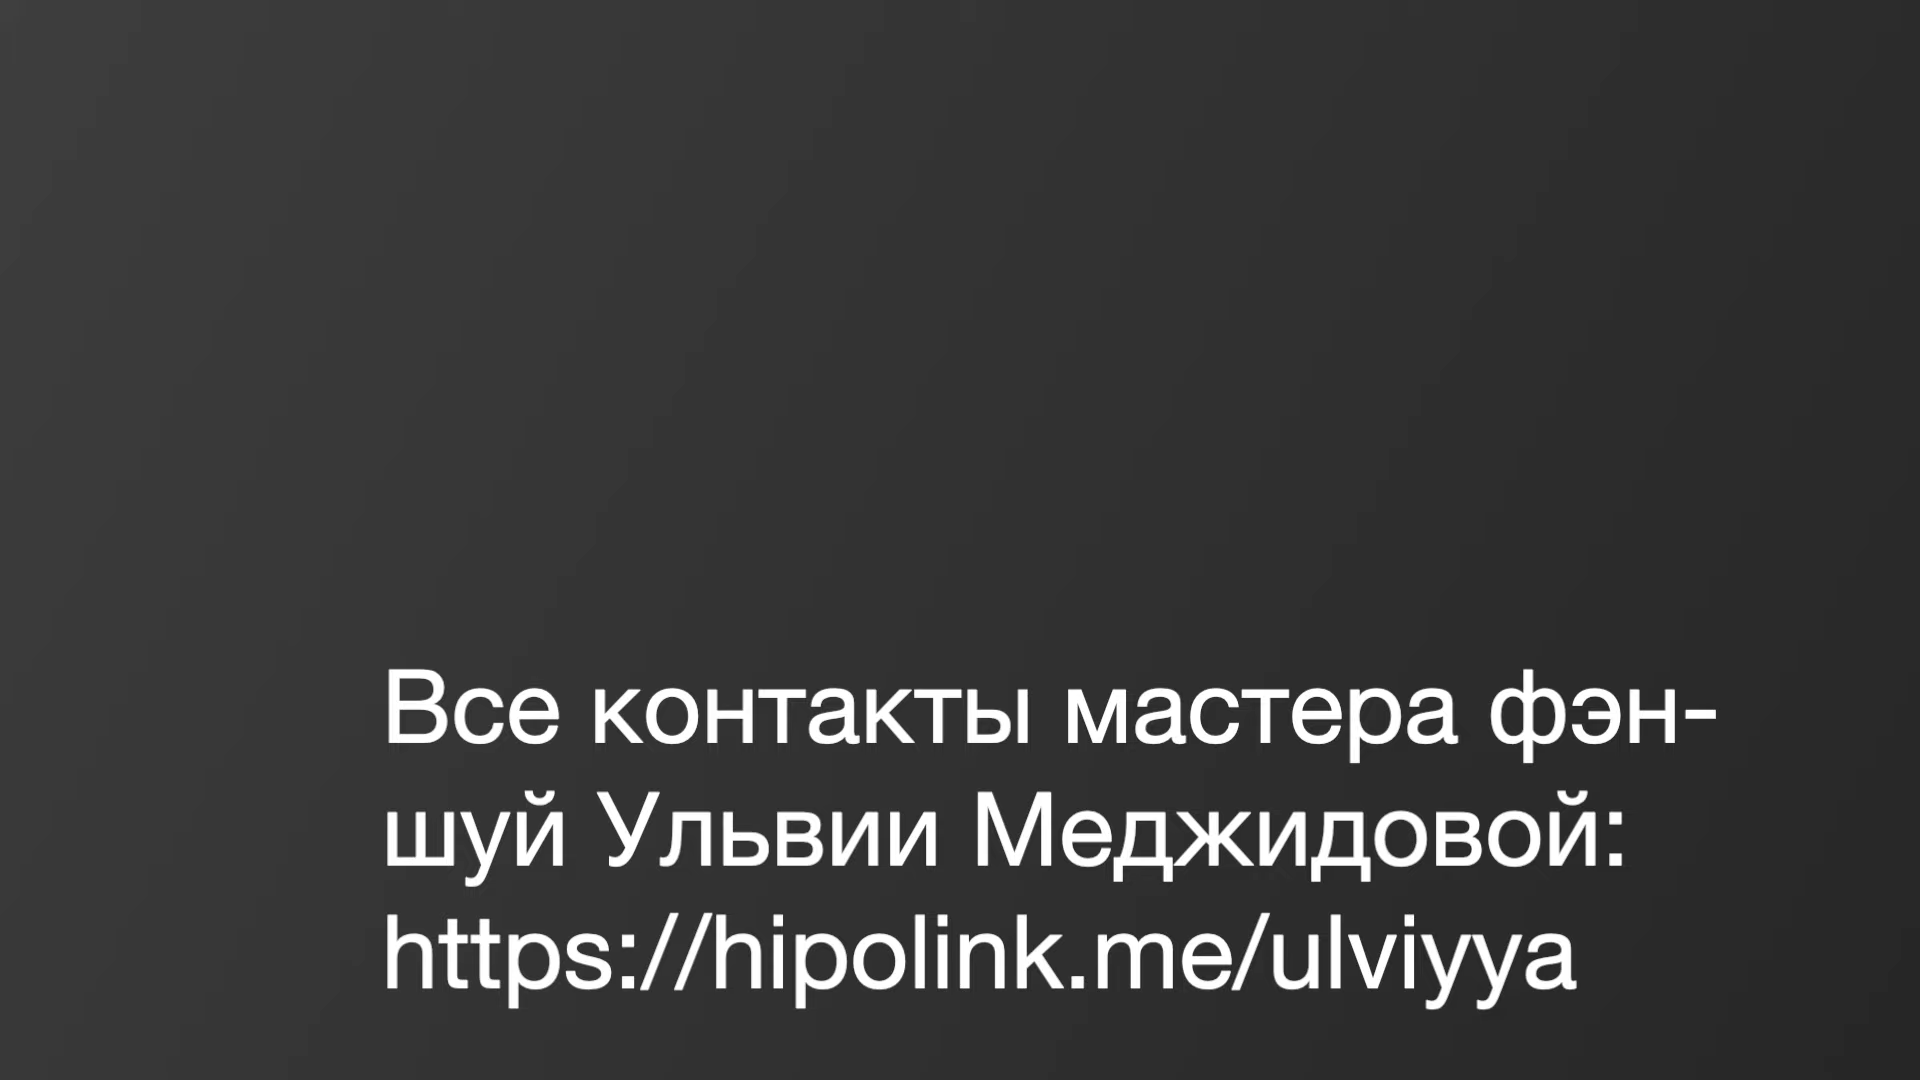 Все контакты мастера фэн-
шуй Ульвии Меджидовой:
https://hipolink.me/ulviyya